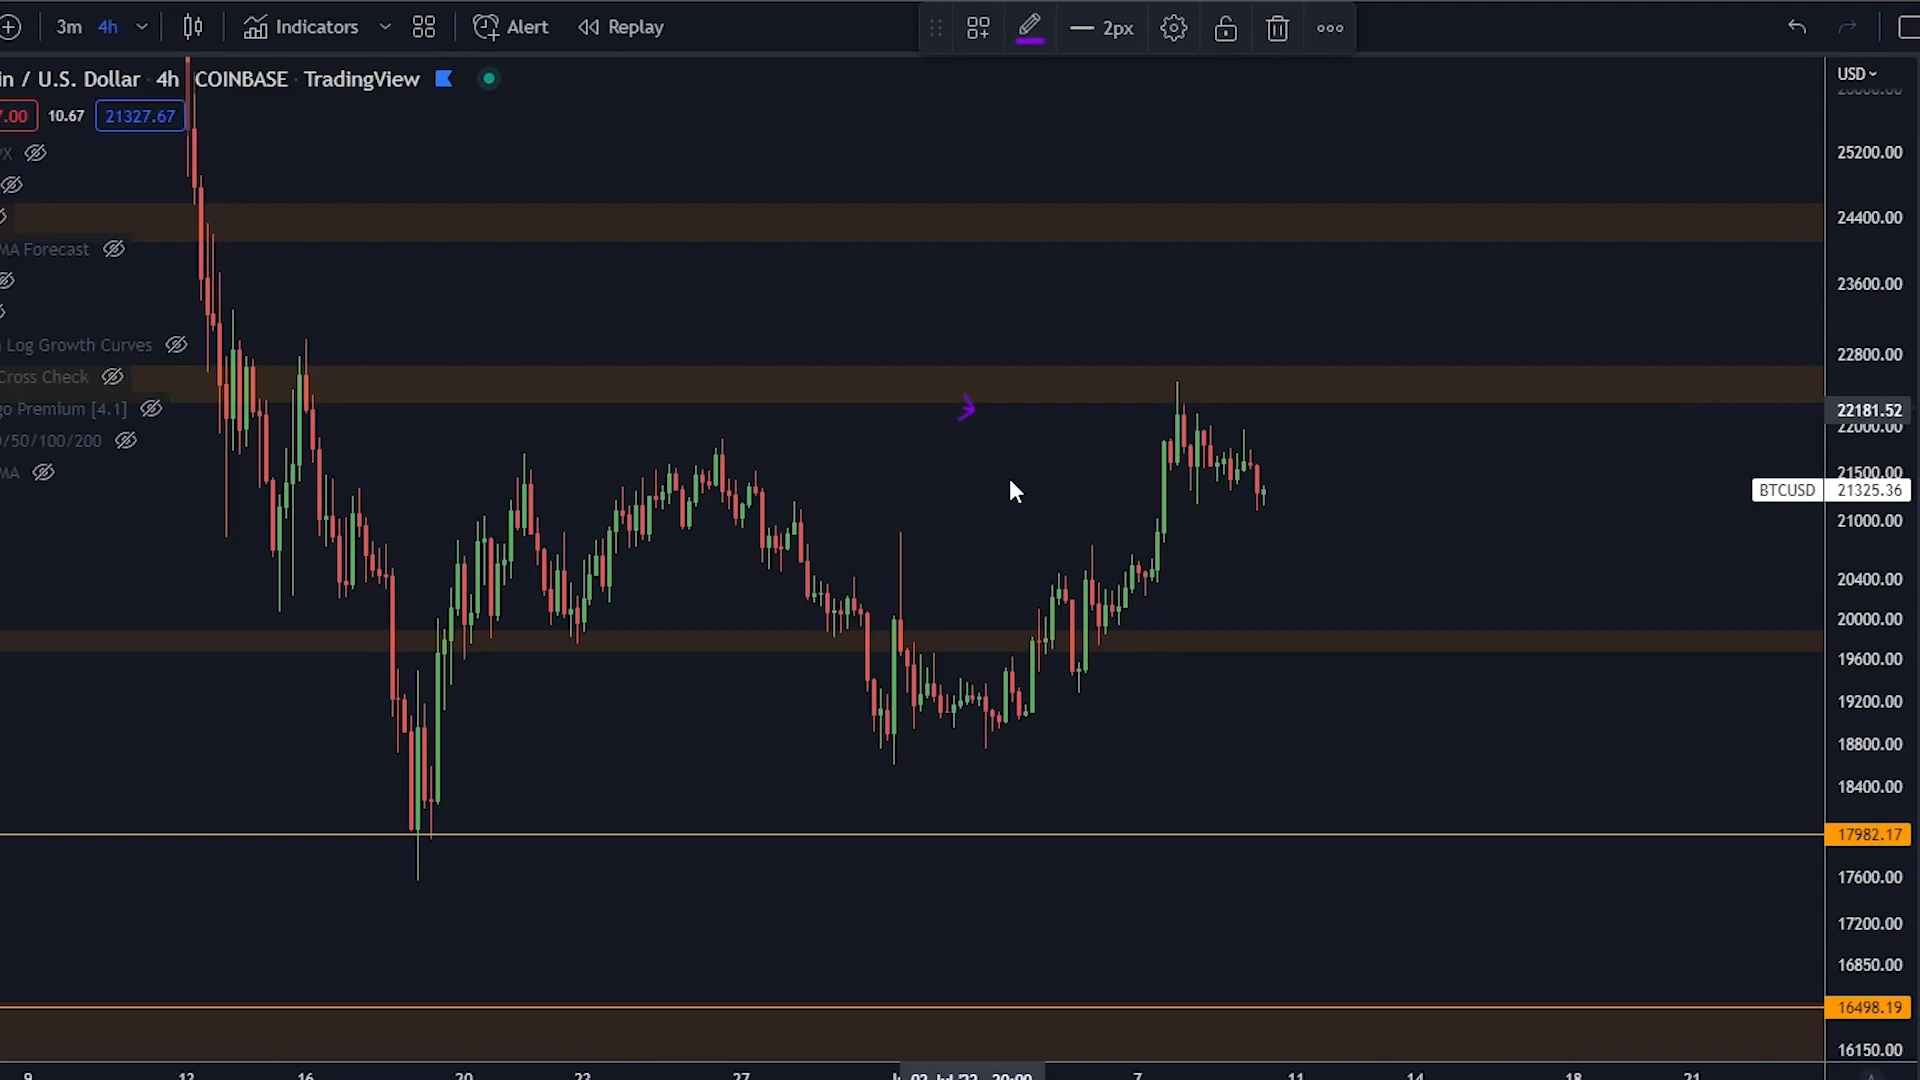 3m 4h Indicators Alert Replay 2px
in / U.S. Dollar · 4h COINBASE · TradingView USD
7.00 10.67 21327.67
25200.00
24400.00
MA Forecast
23600.00
Log Growth Curves
22800.00
Cross Check
go Premium [4.1]
22181.52
22000.00
0/50/100/200
MA
21500.00
BTCUSD 21325.36
21000.00
20400.00
20000.00
19600.00
19200.00
18800.00
18400.00
17982.17
17600.00
17200.00
16850.00
16498.19
16150.00
9 13 16 20 23 27 02 Jul '22 20:00 7 11 14 18 21